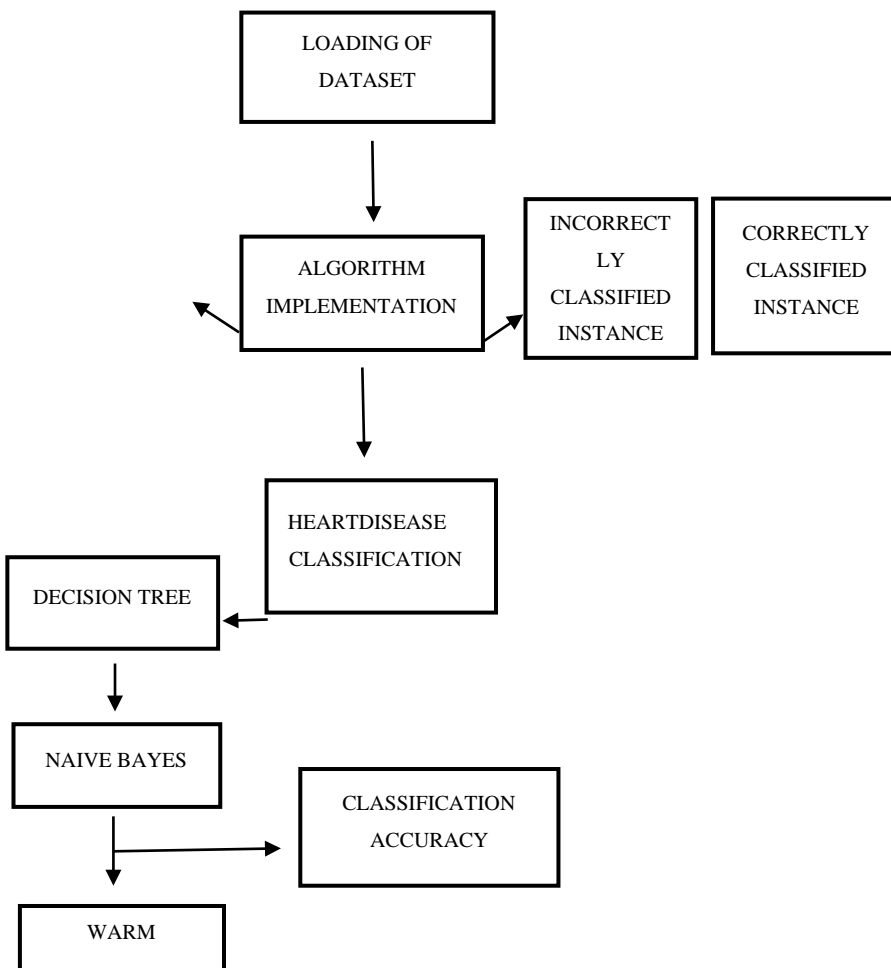 LOADING OF
DATASET
ALGORITHM
IMPLEMENTATION
INCORRECT
LY
CLASSIFIED
INSTANCE
CORRECTLY
CLASSIFIED
INSTANCE
HEARTDISEASE
CLASSIFICATION
DECISION TREE
NAIVE BAYES
CLASSIFICATION
ACCURACY
WARM